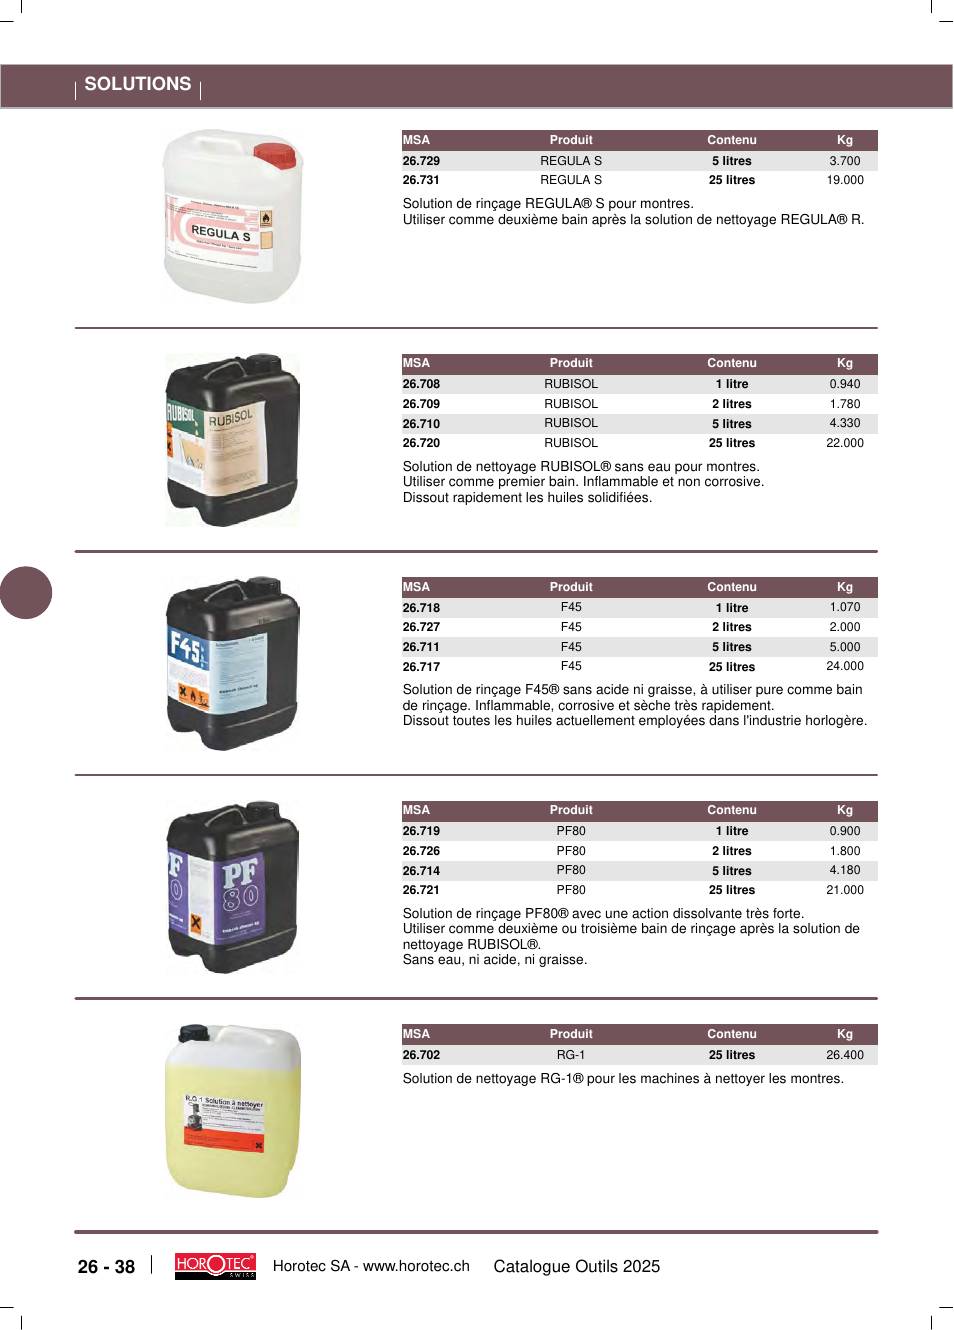 SOLUTIONS
MSA Produit Contenu Kg
26.729 REGULA S 5 litres 3.700
26.731 REGULA S 25 litres 19.000
Solution de rinçage REGULA® S pour montres.
Utiliser comme deuxième bain après la solution de nettoyage REGULA® R.
REGULA S
MSA Produit Contenu Kg
26.708 RUBISOL 1 litre 0.940
26.709 RUBISOL 2 litres 1.780
26.710 RUBISOL 5 litres 4.330
26.720 RUBISOL 25 litres 22.000
Solution de nettoyage RUBISOL® sans eau pour montres.
Utiliser comme premier bain. Inflammable et non corrosive.
Dissout rapidement les huiles solidifiées.
RUBISOL
RUBISOL
MSA Produit Contenu Kg
26.718 F45 1 litre 1.070
26.727 F45 2 litres 2.000
26.711 F45 5 litres 5.000
26.717 F45 25 litres 24.000
Solution de rinçage F45® sans acide ni graisse, à utiliser pure comme bain
de rinçage. Inflammable, corrosive et sèche très rapidement.
Dissout toutes les huiles actuellement employées dans l'industrie horlogère.
F45
MSA Produit Contenu Kg
26.719 PF80 1 litre 0.900
26.726 PF80 2 litres 1.800
26.714 PF80 5 litres 4.180
26.721 PF80 25 litres 21.000
Solution de rinçage PF80® avec une action dissolvante très forte.
Utiliser comme deuxième ou troisième bain de rinçage après la solution de
nettoyage RUBISOL®.
Sans eau, ni acide, ni graisse.
PF
80
PF
80
MSA Produit Contenu Kg
26.702 RG-1 25 litres 26.400
Solution de nettoyage RG-1® pour les machines à nettoyer les montres.
R.G.1 Solution à nettoyer
26 - 38
HOROTEC®
SWISS
Horotec SA - www.horotec.ch
Catalogue Outils 2025